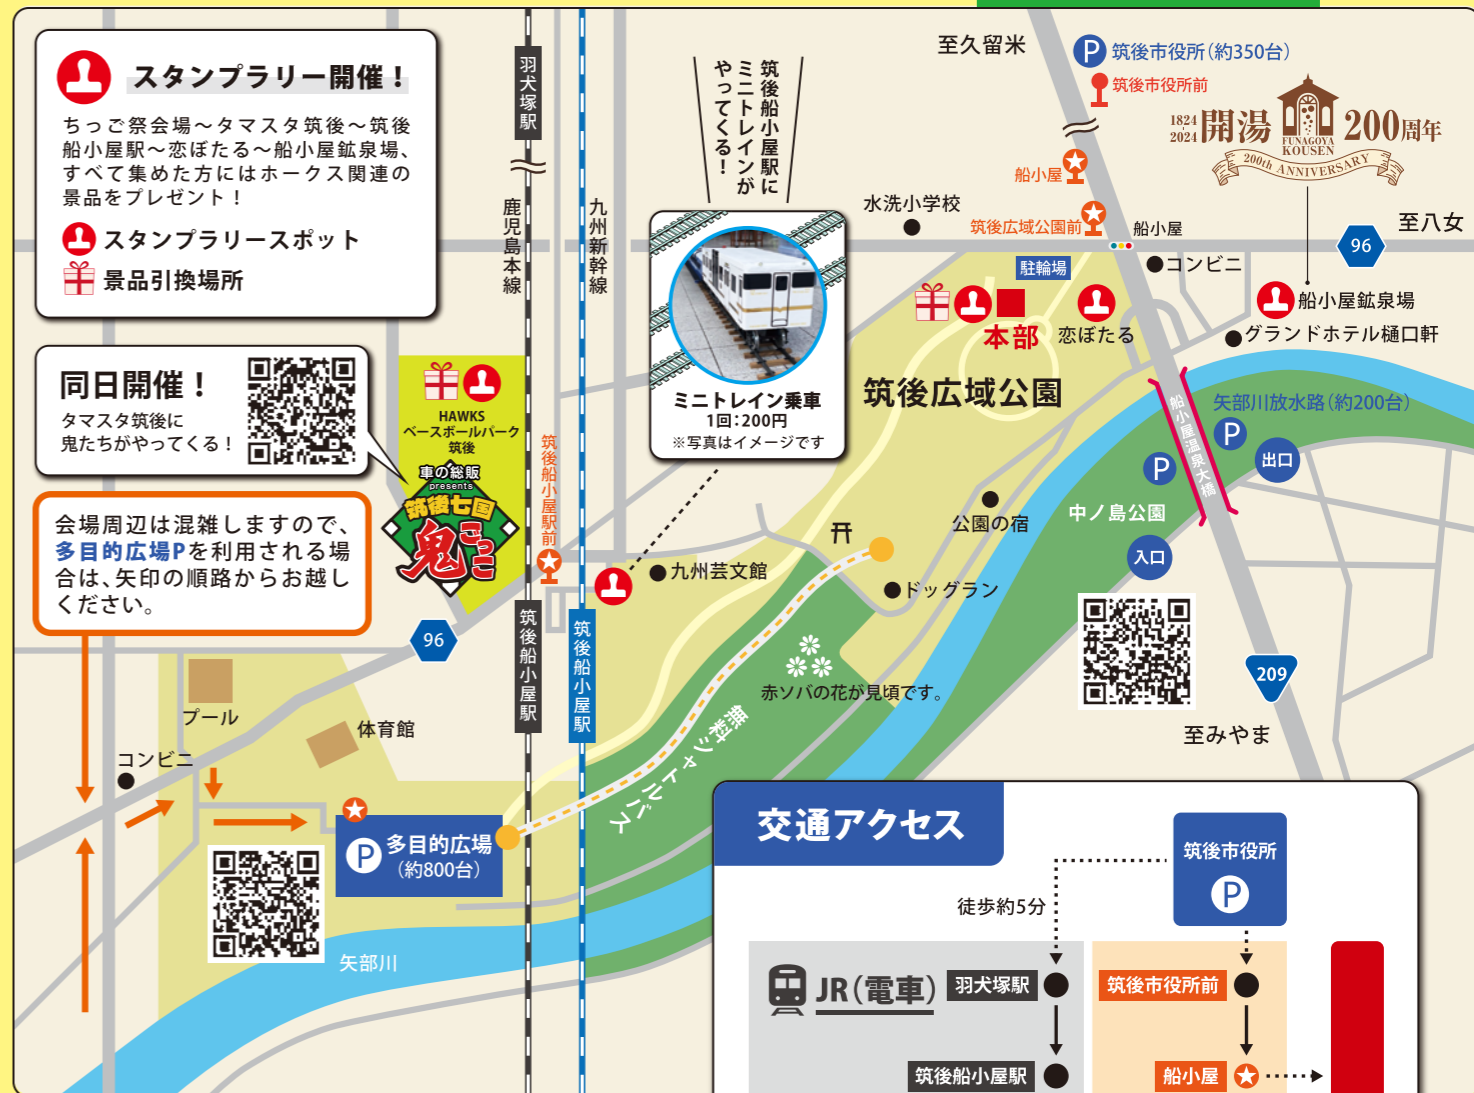 スタンプラリー開催！
ちっご祭会場～タマスタ筑後～筑後
船小屋駅～恋ぼたる～船小屋鉱泉場、
すべて集めた方にはホークス関連の
景品をプレゼント！
スタンプラリースポット
景品引換場所
同日開催！
タマスタ筑後に
鬼たちがやってくる！
会場周辺は混雑しますので、
多目的広場Pを利用される場
合は、矢印の順路からお越し
ください。
HAWKS
ベースボールパーク
筑後
車の総販
presents
筑後七国
鬼ごっこ
羽犬塚駅
鹿児島本線
九州新幹線
筑後船小屋駅前
筑後船小屋駅
筑後船小屋駅
筑後船小屋駅に
ミニトレインが
やってくる！
ミニトレイン乗車
1回：200円
※写真はイメージです
至久留米
P 筑後市役所（約350台）
筑後市役所前
1824
-
2024
開湯
FUNAGOYA
KOUSEN
200周年
200th ANNIVERSARY
船小屋
水洗小学校
筑後広域公園前
船小屋
至八女
96
駐輪場
コンビニ
本部
恋ぼたる
船小屋鉱泉場
グランドホテル樋口軒
筑後広域公園
矢部川放水路（約200台）
P
P
船小屋温泉大橋
出口
公園の宿
中ノ島公園
入口
九州芸文館
ドッグラン
赤ソバの花が見頃です。
無料シャトルバス
209
至みやま
96
プール
体育館
コンビニ
P 多目的広場
（約800台）
矢部川
交通アクセス
筑後市役所
P
徒歩約5分
JR（電車）
羽犬塚駅
筑後市役所前
筑後船小屋駅
船小屋